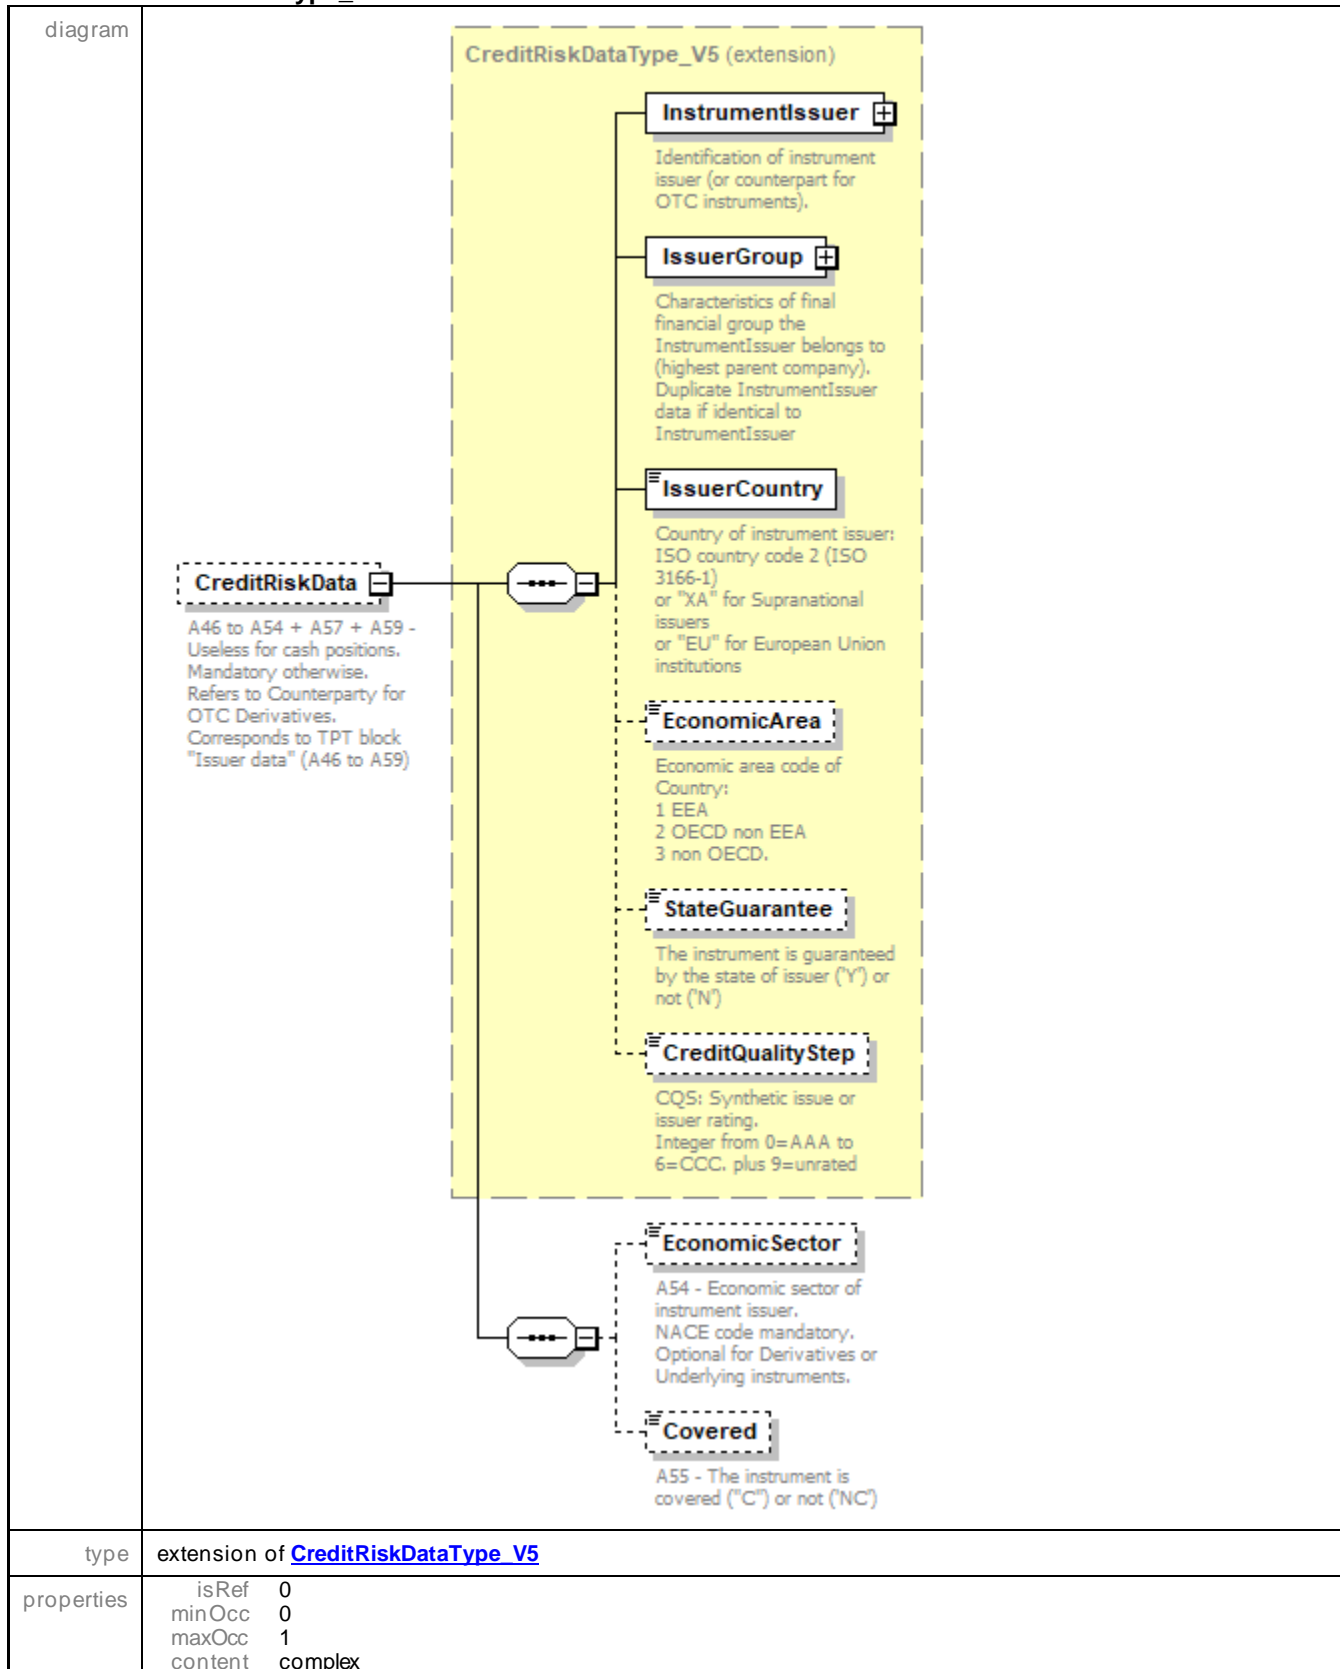 diagram
CreditRiskDataType_V5 (extension)
InstrumentIssuer
Identification of instrument
issuer (or counterpart for
OTC instruments).
IssuerGroup
Characteristics of final
financial group the
InstrumentIssuer belongs to
(highest parent company).
Duplicate InstrumentIssuer
data if identical to
InstrumentIssuer
IssuerCountry
Country of instrument issuer:
ISO country code 2 (ISO
3166-1)
or "XA" for Supranational
issuers
or "EU" for European Union
institutions
CreditRiskData
A46 to A54 + A57 + A59 -
Useless for cash positions.
Mandatory otherwise.
Refers to Counterparty for
OTC Derivatives.
Corresponds to TPT block
"Issuer data" (A46 to A59)
EconomicArea
Economic area code of
Country:
1 EEA
2 OECD non EEA
3 non OECD.
StateGuarantee
The instrument is guaranteed
by the state of issuer ('Y') or
not ('N')
CreditQualityStep
CQS: Synthetic issue or
issuer rating.
Integer from 0=AAA to
6=CCC. plus 9=unrated
EconomicSector
A54 - Economic sector of
instrument issuer.
NACE code mandatory.
Optional for Derivatives or
Underlying instruments.
Covered
A55 - The instrument is
covered ("C") or not ('NC')
type extension of CreditRiskDataType_V5
properties isRef 0
minOcc 0
maxOcc 1
content complex